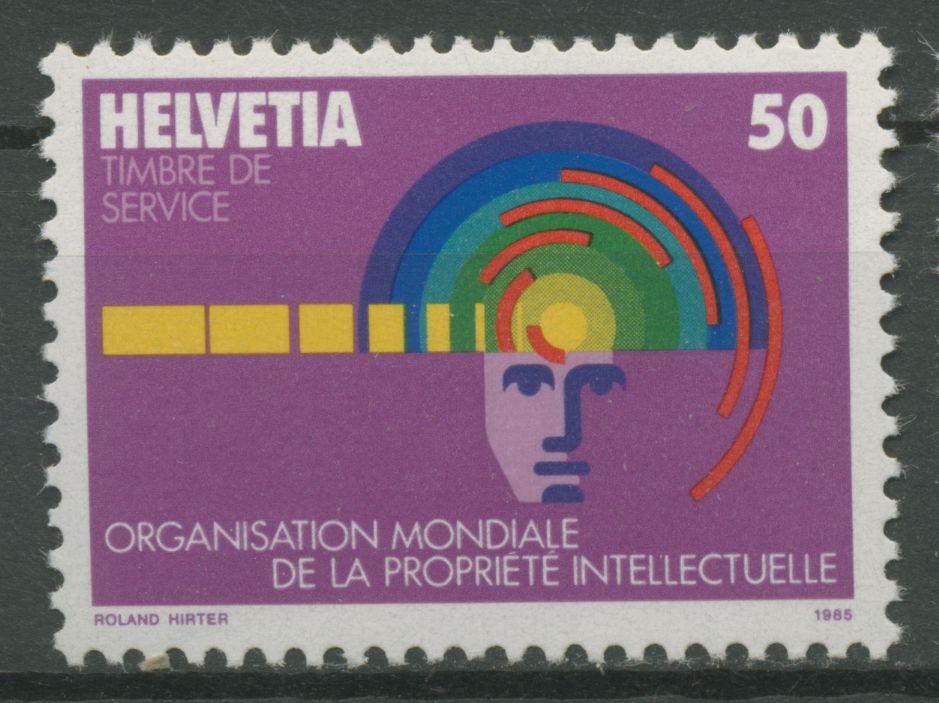 HELVETIA
50
TIMBRE DE
SERVICE
ORGANISATION MONDIALE
DE LA PROPRIÉTÉ INTELLECTUELLE
ROLAND HIRTER
1985